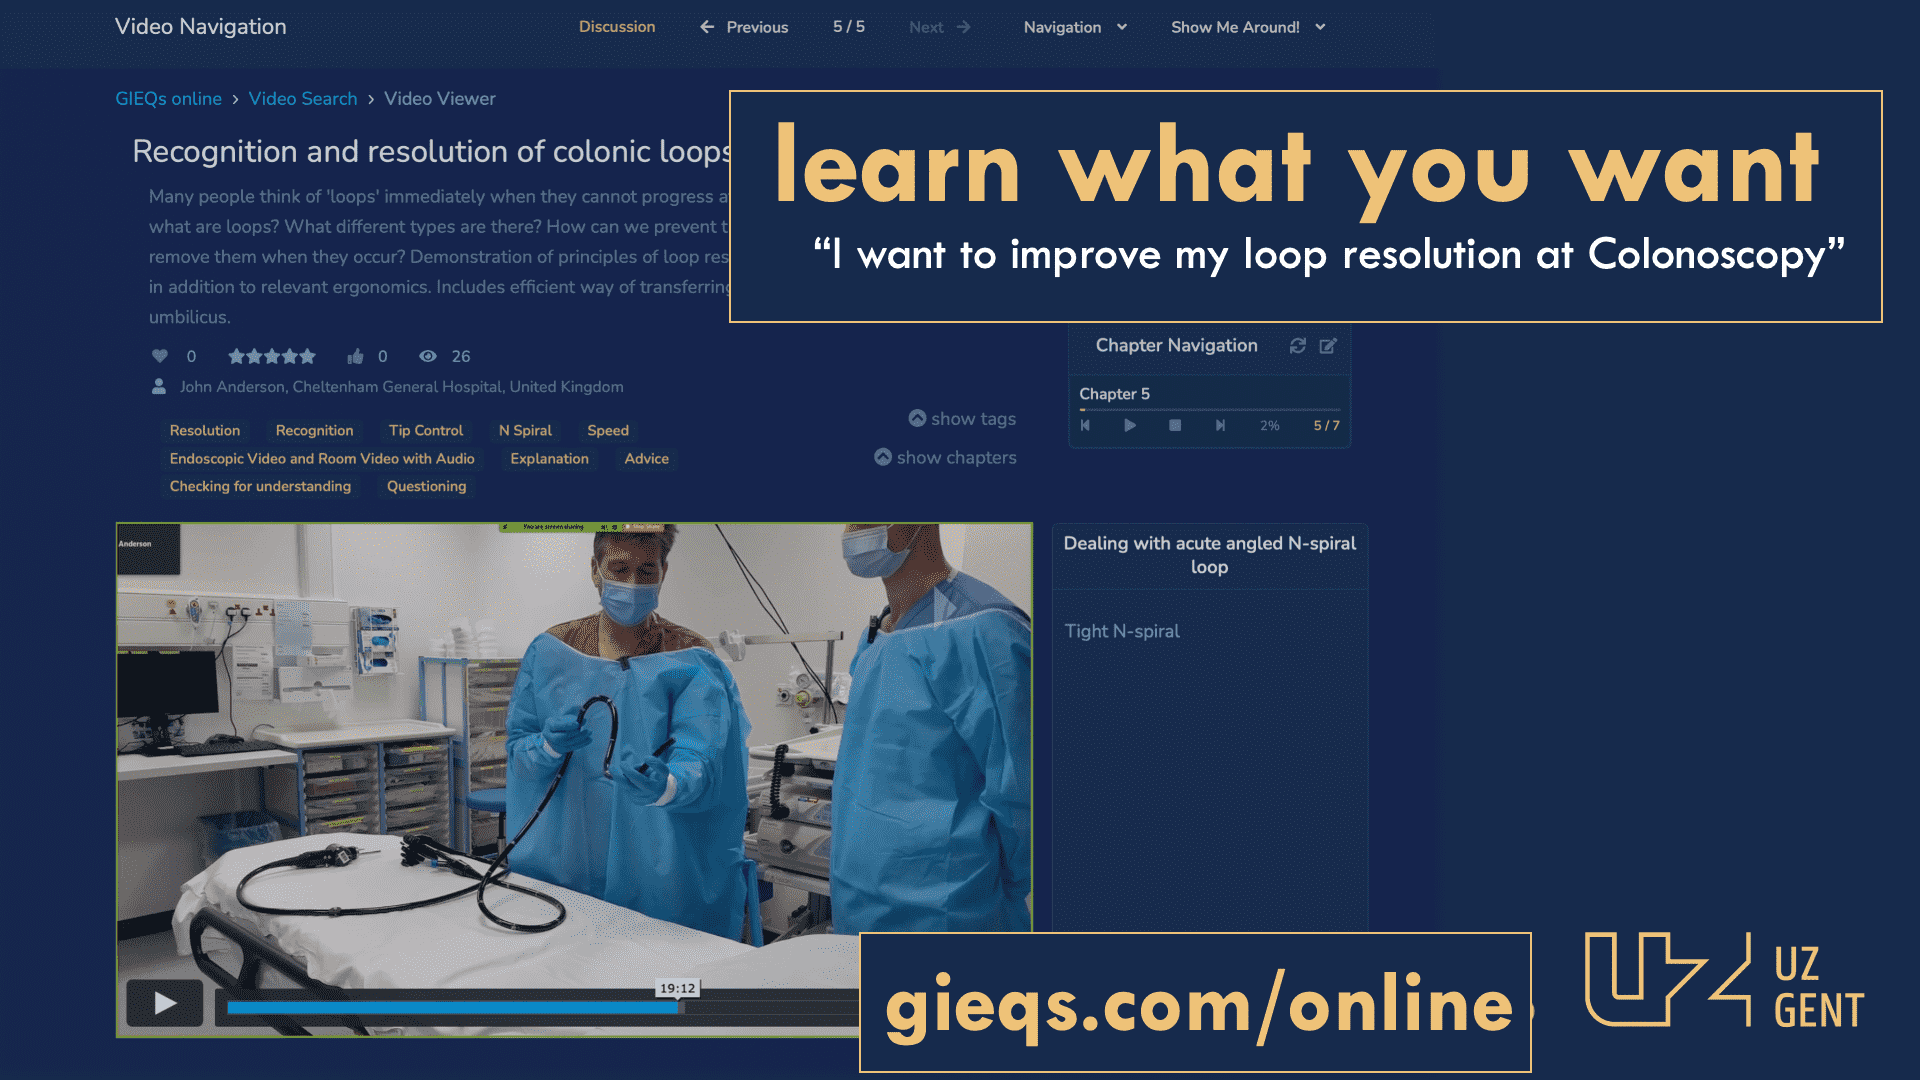 Video Navigation
Discussion
Previous
5 / 5
Next
Navigation
Show Me Around!
GIEQs online › Video Search › Video Viewer
learn what you want
“I want to improve my loop resolution at Colonoscopy”
Recognition and resolution of colonic loops
Many people think of 'loops' immediately when they cannot progress
what are loops? What different types are there? How can we prevent
remove them when they occur? Demonstration of principles of loop
in addition to relevant ergonomics. Includes efficient way of transferring
umbilicus.
0
0
26
John Anderson, Cheltenham General Hospital, United Kingdom
show tags
show chapters
Resolution Recognition Tip Control N Spiral Speed
Endoscopic Video and Room Video with Audio Explanation Advice
Checking for understanding Questioning
Chapter Navigation
Chapter 5
2%
5 / 7
Anderson
You are screen sharing
Dealing with acute angled N-spiral
loop
Tight N-spiral
19:12
gieqs.com/online
UZ
GENT